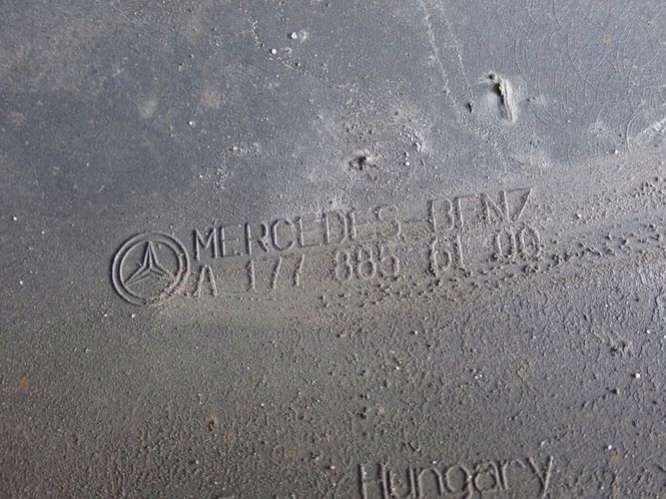 MERCEDES-BENZ
A 177 885 61 00
Hungary